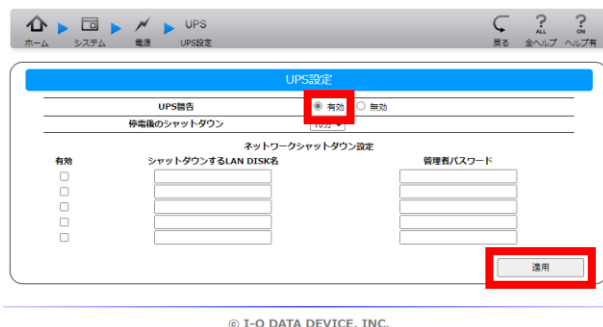 UPS
ホーム システム 電源 UPS設定 戻る ALL 全ヘルプ ON ヘルプ有
UPS設定
UPS警告 有効 無効
停電後のシャットダウン 10分
ネットワークシャットダウン設定
有効 シャットダウンするLAN DISK名 管理者パスワード
適用
© I-O DATA DEVICE, INC.